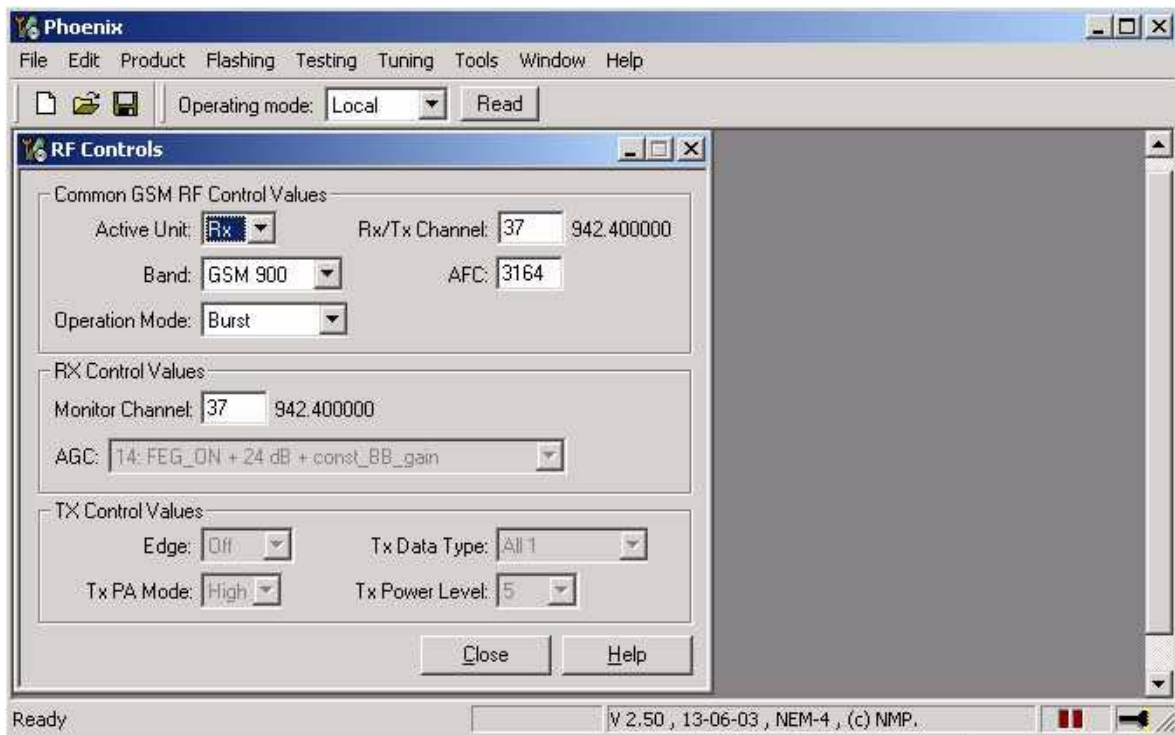 Phoenix
File Edit Product Flashing Testing Tuning Tools Window Help
Operating mode: Local Read
RF Controls
Common GSM RF Control Values
Active Unit: Rx Rx/Tx Channel: 37 942.400000
Band: GSM 900 AFC: 3164
Operation Mode: Burst
RX Control Values
Monitor Channel: 37 942.400000
AGC: 14: FEG_ON + 24 dB + const_BB_gain
TX Control Values
Edge: Off Tx Data Type: All 1
Tx PA Mode: High Tx Power Level: 5
Close Help
Ready V 2.50 , 13-06-03 , NEM-4 , (c) NMP.